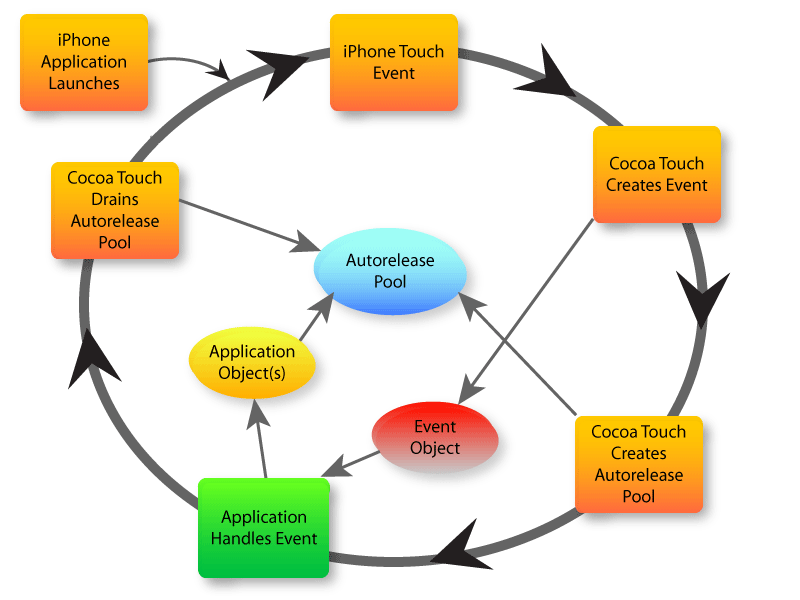 iPhone
Application
Launches
iPhone Touch
Event
Cocoa Touch
Creates Event
Cocoa Touch
Drains
Autorelease
Pool
Autorelease
Pool
Application
Object(s)
Event
Object
Cocoa Touch
Creates
Autorelease
Pool
Application
Handles Event